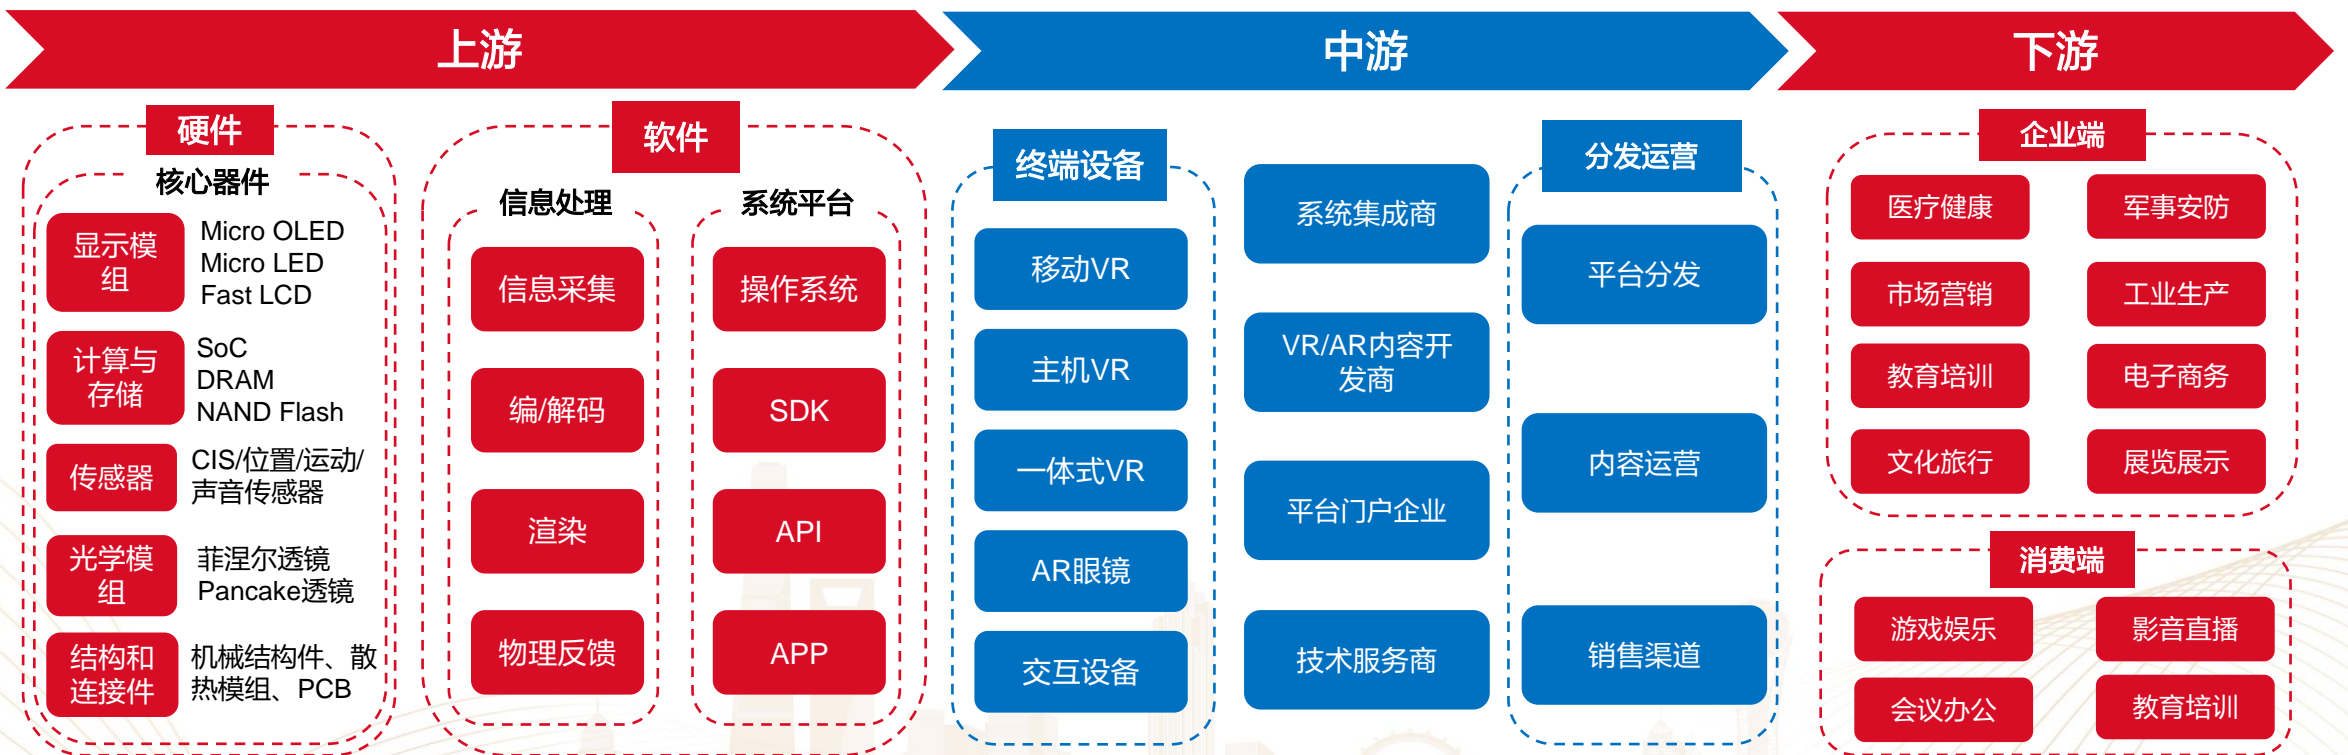 上游
中游
下游
硬件
核心器件
显示模
组
Micro OLED
Micro LED
Fast LCD
计算与
存储
SoC
DRAM
NAND Flash
传感器
CIS/位置/运动/
声音传感器
光学模
组
菲涅尔透镜
Pancake透镜
结构和
连接件
机械结构件、散
热模组、PCB
软件
信息处理
信息采集
编/解码
渲染
物理反馈
系统平台
操作系统
SDK
API
APP
终端设备
移动VR
主机VR
一体式VR
AR眼镜
交互设备
系统集成商
VR/AR内容开
发商
平台门户企业
技术服务商
分发运营
平台分发
内容运营
销售渠道
企业端
医疗健康
军事安防
市场营销
工业生产
教育培训
电子商务
文化旅行
展览展示
消费端
游戏娱乐
影音直播
会议办公
教育培训